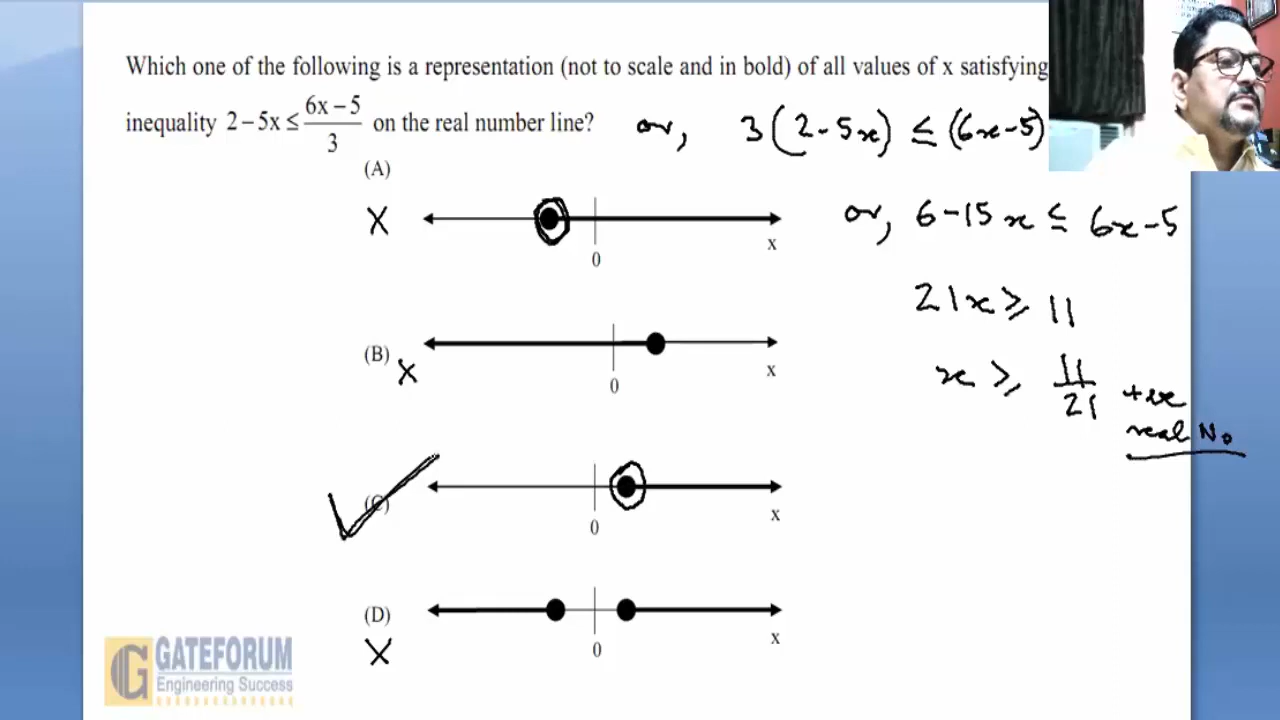 Which one of the following is a representation (not to scale and in bold) of all values of x satisfying
inequality 2 – 5x ≤ (6x – 5)/3 on the real number line?
or, 3(2-5x) ≤ (6x-5)
(A)
X
0
x
or, 6-15x ≤ 6x-5
21x ≥ 11
(B)
X
0
x
x ≥ 11/21 +ve
real No
(C)
0
x
(D)
X
0
x
GATEFORUM
Engineering Success